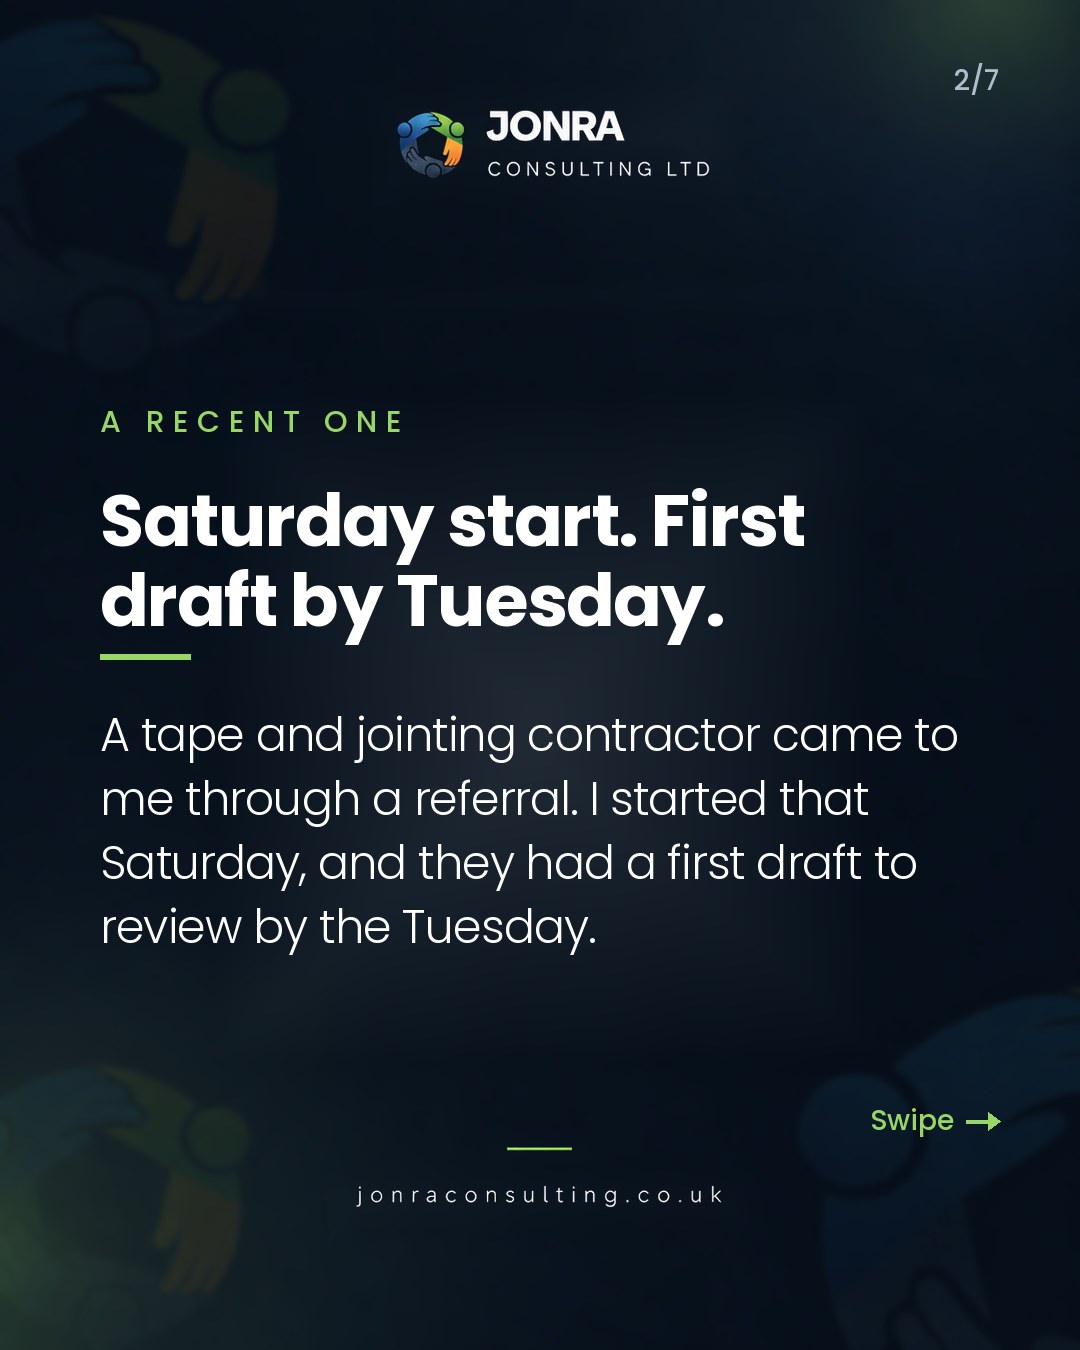 2/7
JONRA
CONSULTING LTD
A RECENT ONE
Saturday start. First
draft by Tuesday.
A tape and jointing contractor came to
me through a referral. I started that
Saturday, and they had a first draft to
review by the Tuesday.
Swipe →
jonraconsulting.co.uk